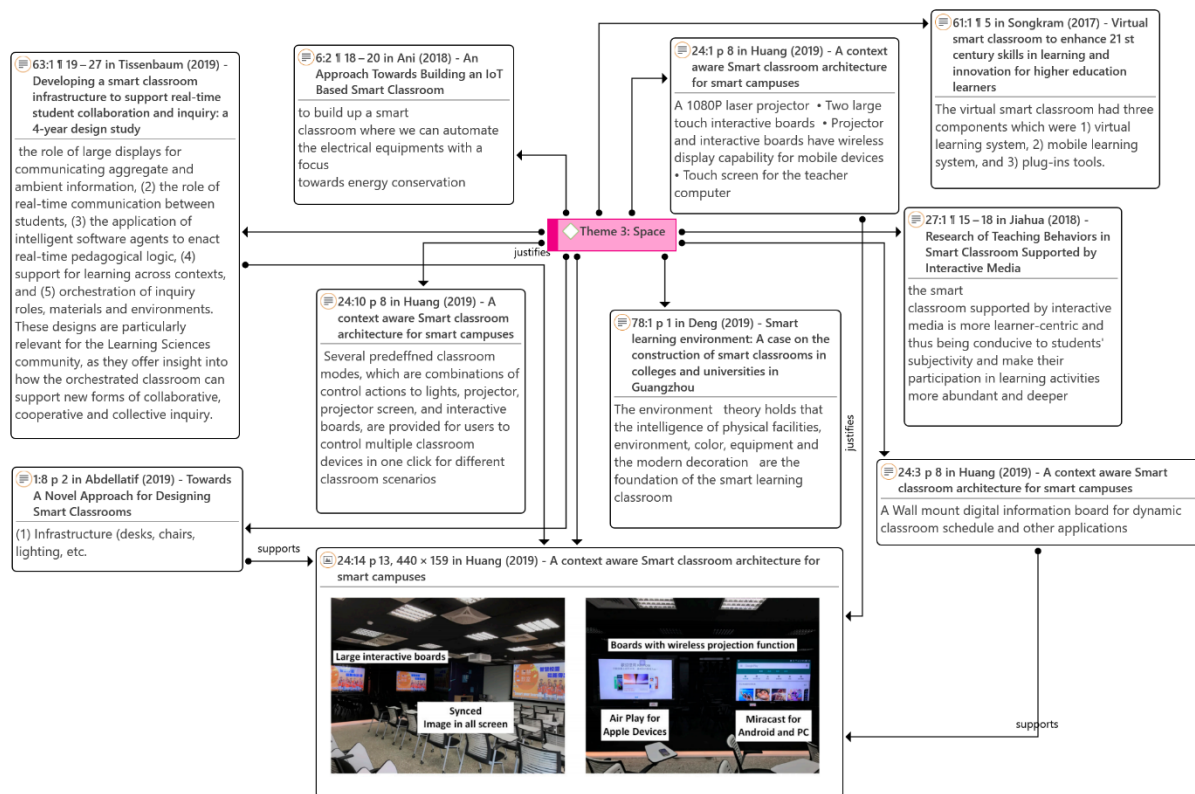 61:1 ¶ 5 in Songkram (2017) - Virtual
smart classroom to enhance 21 st
century skills in learning and
innovation for higher education
learners
The virtual smart classroom had three
components which were 1) virtual
learning system, 2) mobile learning
system, and 3) plug-ins tools.
24:1 p 8 in Huang (2019) - A context
aware Smart classroom architecture
for smart campuses
A 1080P laser projector • Two large
touch interactive boards • Projector
and interactive boards have wireless
display capability for mobile devices
• Touch screen for the teacher
computer
6:2 ¶ 18 – 20 in Ani (2018) - An
Approach Towards Building an IoT
Based Smart Classroom
to build up a smart
classroom where we can automate
the electrical equipments with a
focus
towards energy conservation
63:1 ¶ 19 – 27 in Tissenbaum (2019) -
Developing a smart classroom
infrastructure to support real-time
student collaboration and inquiry: a
4-year design study
the role of large displays for
communicating aggregate and
ambient information, (2) the role of
real-time communication between
students, (3) the application of
intelligent software agents to enact
real-time pedagogical logic, (4)
support for learning across contexts,
and (5) orchestration of inquiry
roles, materials and environments.
These designs are particularly
relevant for the Learning Sciences
community, as they offer insight into
how the orchestrated classroom can
support new forms of collaborative,
cooperative and collective inquiry.
Theme 3: Space
justifies
27:1 ¶ 15 – 18 in Jiahua (2018) -
Research of Teaching Behaviors in
Smart Classroom Supported by
Interactive Media
the smart
classroom supported by interactive
media is more learner-centric and
thus being conducive to students'
subjectivity and make their
participation in learning activities
more abundant and deeper
24:10 p 8 in Huang (2019) - A
context aware Smart classroom
architecture for smart campuses
Several predeffned classroom
modes, which are combinations of
control actions to lights, projector,
projector screen, and interactive
boards, are provided for users to
control multiple classroom
devices in one click for different
classroom scenarios
78:1 p 1 in Deng (2019) - Smart
learning environment: A case on the
construction of smart classrooms in
colleges and universities in
Guangzhou
The environment theory holds that
the intelligence of physical facilities,
environment, color, equipment and
the modern decoration are the
foundation of the smart learning
classroom
justifies
1:8 p 2 in Abdellatif (2019) - Towards
A Novel Approach for Designing
Smart Classrooms
(1) Infrastructure (desks, chairs,
lighting, etc.
24:3 p 8 in Huang (2019) - A context aware Smart
classroom architecture for smart campuses
A Wall mount digital information board for dynamic
classroom schedule and other applications
supports
24:14 p 13, 440 × 159 in Huang (2019) - A context aware Smart classroom architecture for
smart campuses
Large interactive boards
Synced
Image in all screen
Boards with wireless projection function
Air Play for
Apple Devices
Miracast for
Android and PC
supports